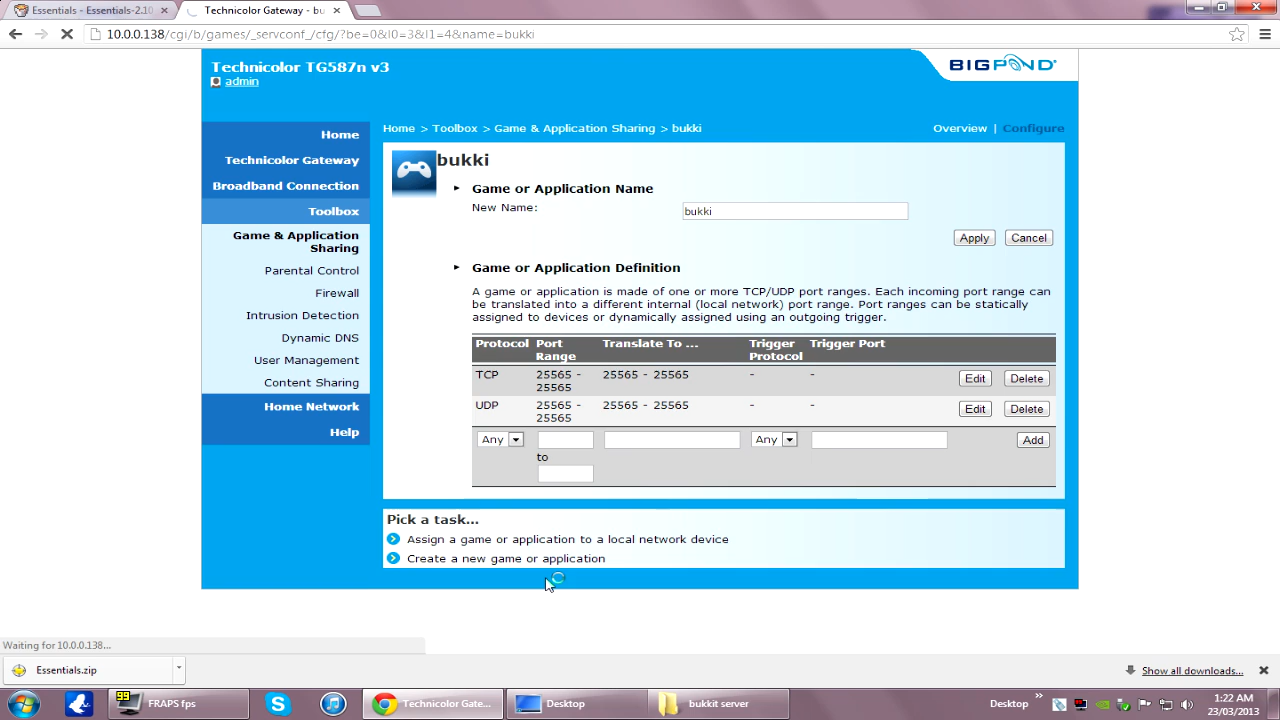 Essentials - Essentials-2.10
Technicolor Gateway - bu
10.0.0.138/cgi/b/games/_servconf_/cfg/?be=0&l0=3&l1=4&name=bukki
Technicolor TG587n v3
admin
BIGPOND
Home
Technicolor Gateway
Broadband Connection
Toolbox
Game & Application
Sharing
Parental Control
Firewall
Intrusion Detection
Dynamic DNS
User Management
Content Sharing
Home Network
Help
Home > Toolbox > Game & Application Sharing > bukki
Overview | Configure
bukki
Game or Application Name
New Name: bukki
Apply Cancel
Game or Application Definition
A game or application is made of one or more TCP/UDP port ranges. Each incoming port range can
be translated into a different internal (local network) port range. Port ranges can be statically
assigned to devices or dynamically assigned using an outgoing trigger.
Protocol Port Range Translate To ... Trigger Protocol Trigger Port
TCP 25565 - 25565 25565 - 25565 - - Edit Delete
UDP 25565 - 25565 25565 - 25565 - - Edit Delete
Any Any Add
to
Pick a task...
Assign a game or application to a local network device
Create a new game or application
Waiting for 10.0.0.138...
Essentials.zip
Show all downloads...
99
FRAPS fps
Technicolor Gate...
Desktop
bukkit server
Desktop
1:22 AM
23/03/2013